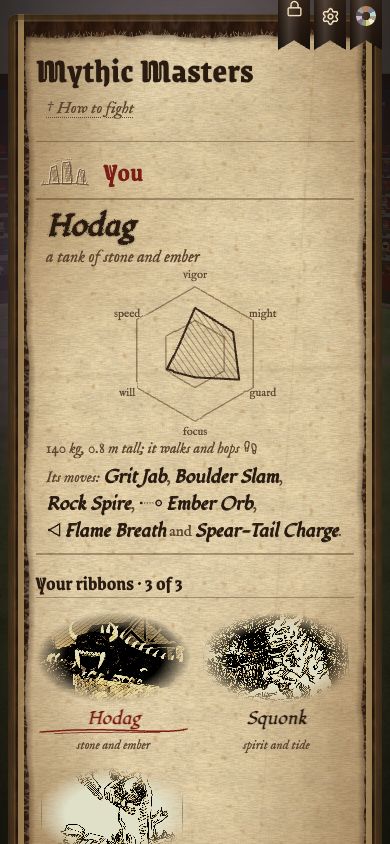 Mythic Masters
† How to fight
You
Hodag
a tank of stone and ember
vigor
speed might
will guard
focus
140 kg, 0.8 m tall; it walks and hops
Its moves: Grit Jab, Boulder Slam,
Rock Spire, Ember Orb,
Flame Breath and Spear-Tail Charge.
Your ribbons · 3 of 3
Hodag Squonk
stone and ember spirit and tide